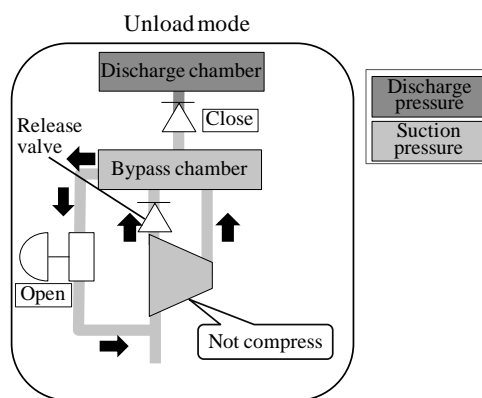 Unload mode
Discharge chamber
Close
Release
valve
Bypass chamber
Open
Not compress
Discharge
pressure
Suction
pressure